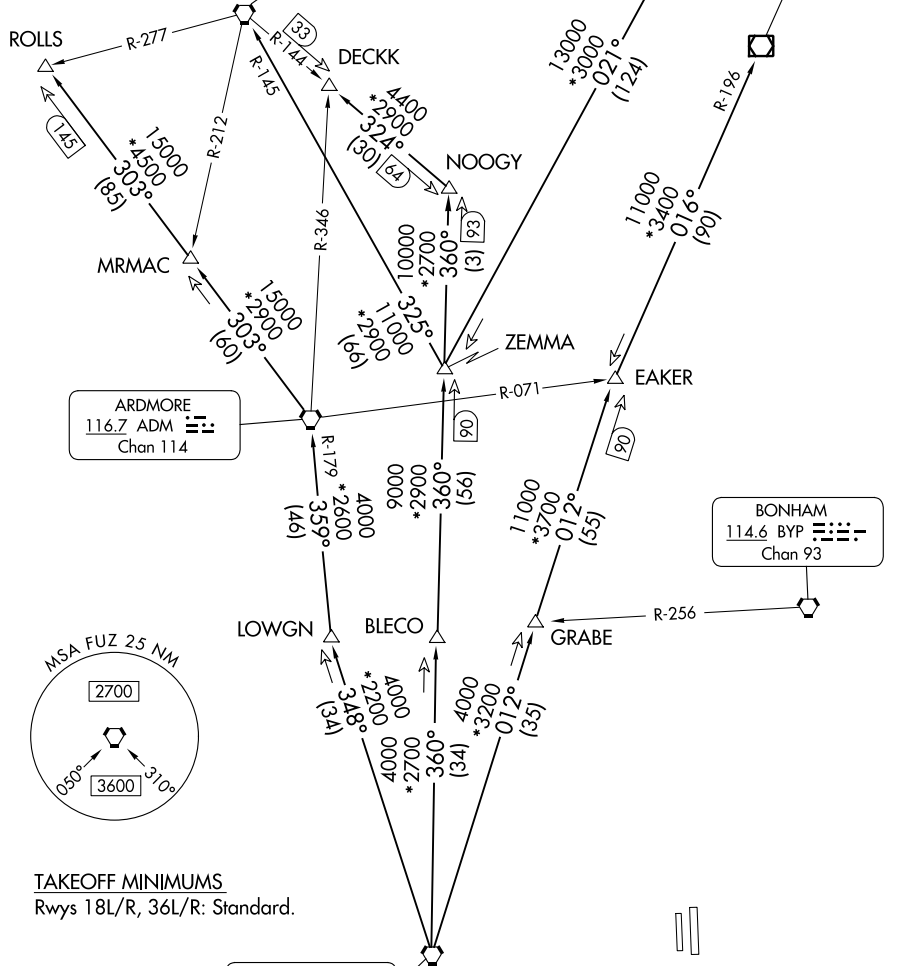 ROLLS
R-277
33
R-144
DECKK
R-145
R-212
145
15000
*4500
303°
(85)
4400
*2900
324°
(30)
64
NOOGY
13000
*3000
021°
(124)
R-196
R-346
93
10000
*2700
360°
(3)
11000
*3400
016°
(90)
MRMAC
15000
*2900
303°
(60)
325°
11000
*2900
(66)
ZEMMA
EAKER
R-071
ARDMORE
116.7 ADM
Chan 114
R-179
90
90
4000
*2600
359°
(46)
9000
*2900
360°
(56)
11000
*3700
012°
(55)
BONHAM
114.6 BYP
Chan 93
R-256
LOWGN
BLECO
GRABE
MSA FUZ 25 NM
2700
050°
3600
310°
4000
*2200
348°
(34)
4000
*2700
360°
(34)
4000
*3200
012°
(35)
TAKEOFF MINIMUMS
Rwys 18L/R, 36L/R: Standard.